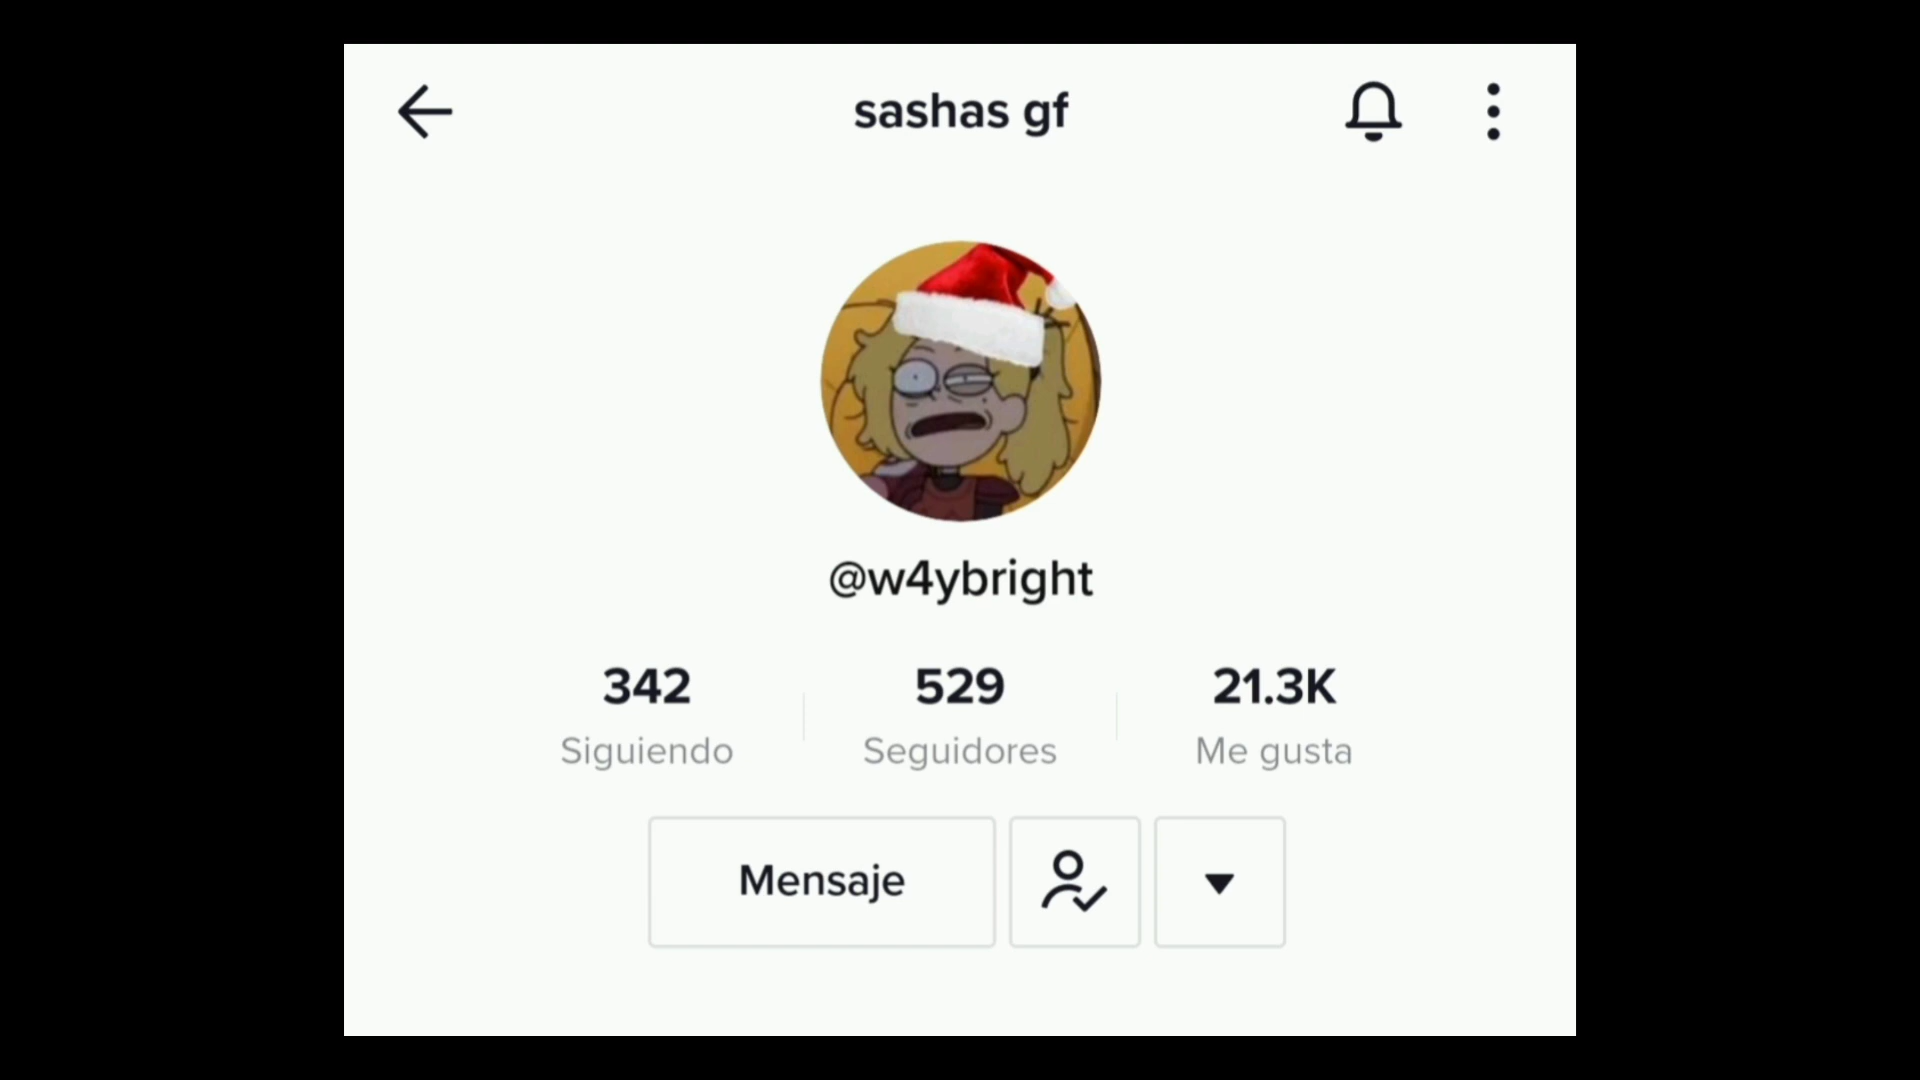 sashas gf
@w4ybright
342 529 21.3K
Siguiendo Seguidores Me gusta
Mensaje